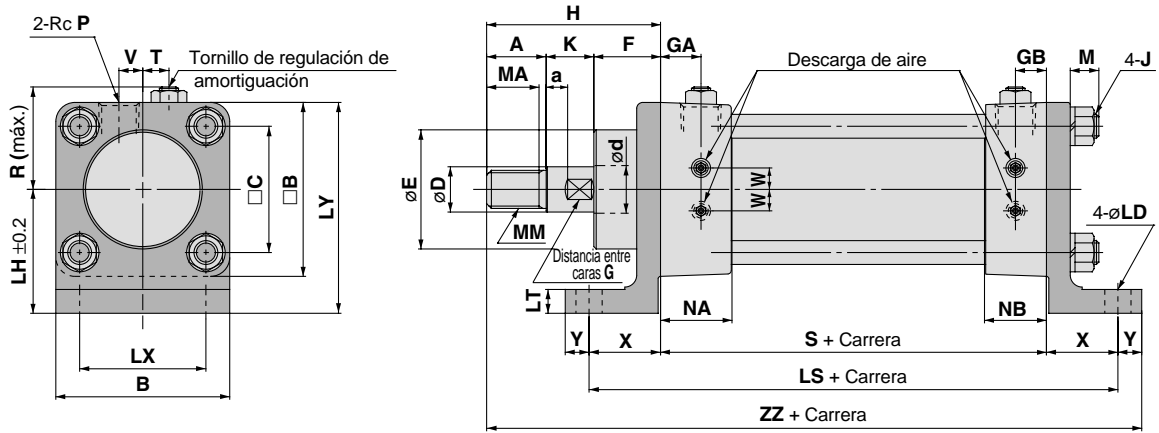 2-Rc P
V
T
Tornillo de regulación de
amortiguación
R (máx.)
LH ±0.2
□C
□B
LY
LX
B
H
A
K
F
GA
MA
a
Descarga de aire
GB
M
4-J
øE
øD
ød
W
W
MM
Distancia entre
caras G
4-øLD
LT
NA
NB
Y
X
S + Carrera
X
Y
LS + Carrera
ZZ + Carrera